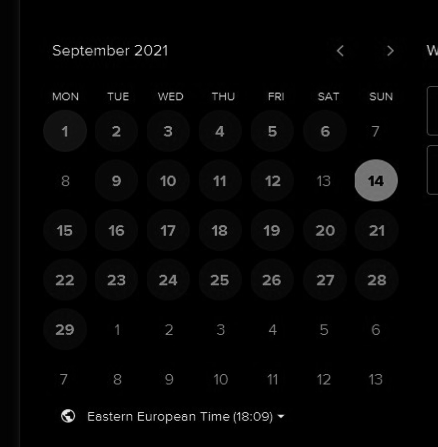 September 2021
W
MON TUE WED THU FRI SAT SUN
1 2 3 4 5 6 7
8 9 10 11 12 13 14
15 16 17 18 19 20 21
22 23 24 25 26 27 28
29 1 2 3 4 5 6
7 8 9 10 11 12 13
Eastern European Time (18:09)